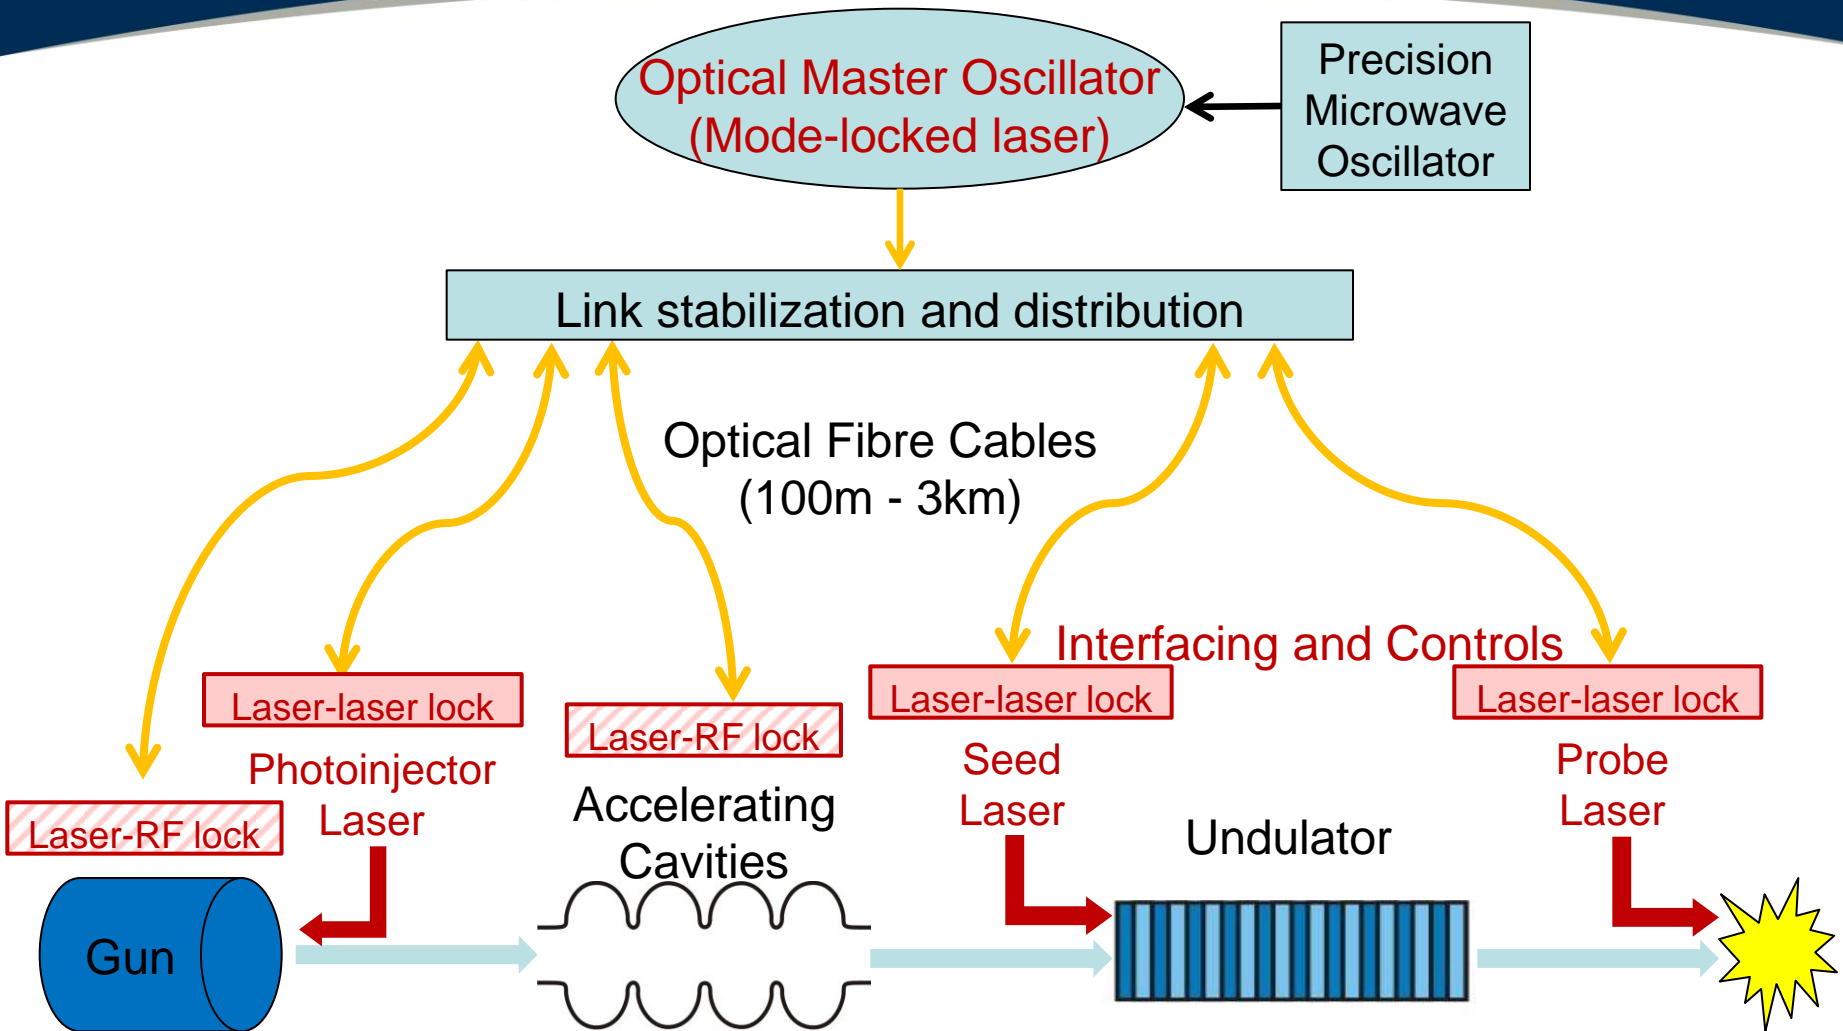 Optical Master Oscillator
(Mode-locked laser)
Precision
Microwave
Oscillator
Link stabilization and distribution
Optical Fibre Cables
(100m - 3km)
Interfacing and Controls
Laser-laser lock
Laser-RF lock
Laser-laser lock
Laser-laser lock
Photoinjector
Laser
Seed
Laser
Probe
Laser
Laser-RF lock
Accelerating
Cavities
Undulator
Gun